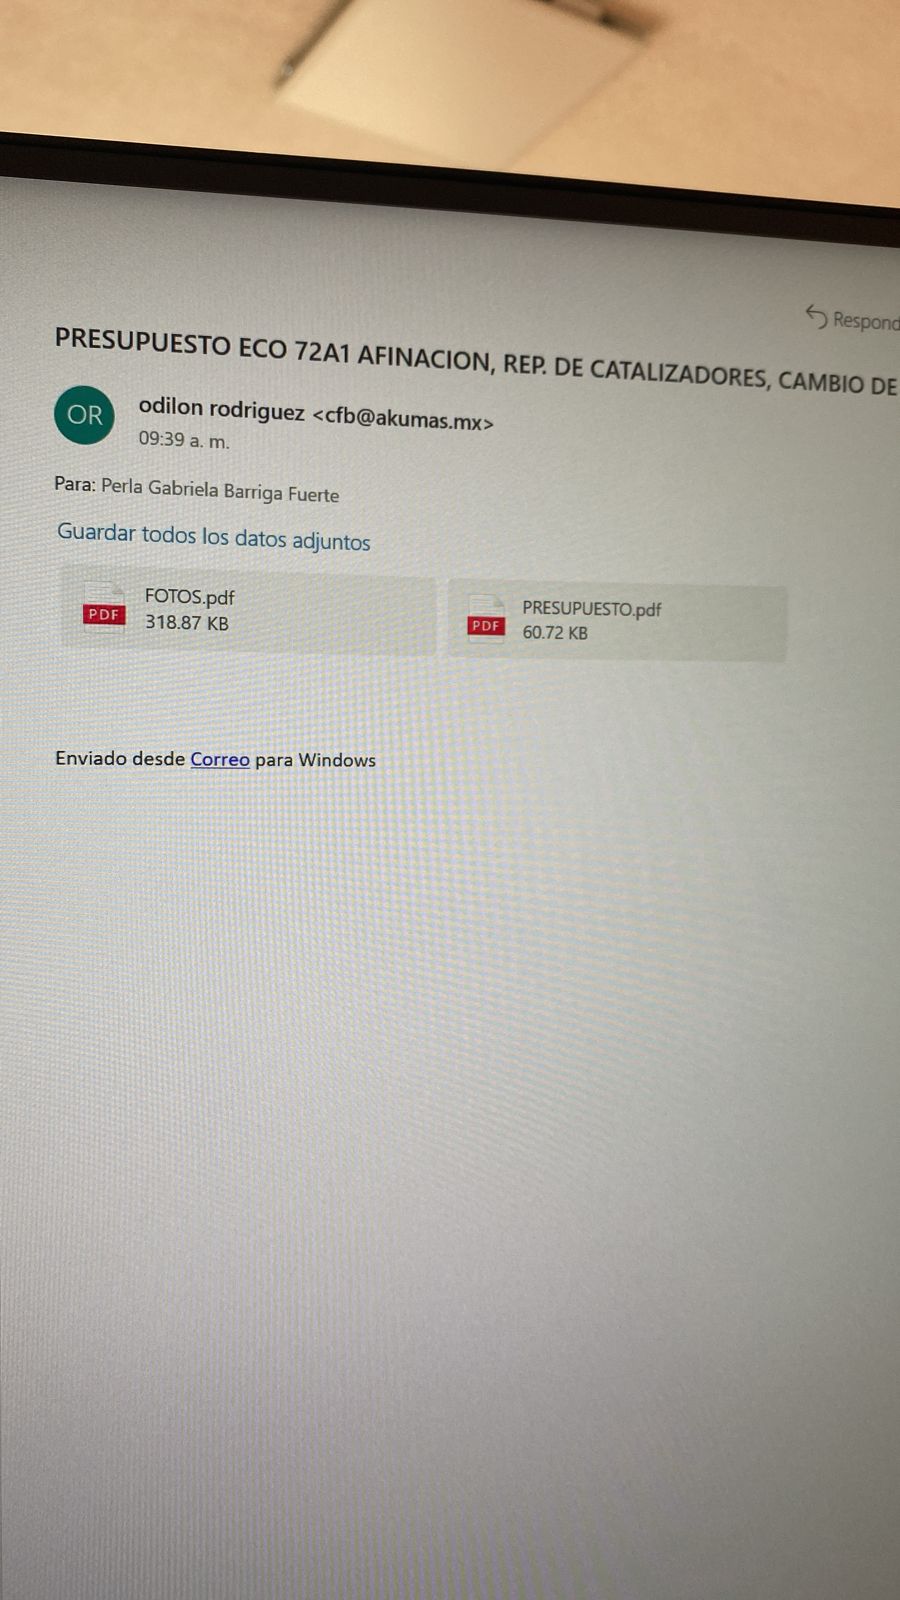 Respond
PRESUPUESTO ECO 72A1 AFINACION, REP. DE CATALIZADORES, CAMBIO DE
OR
odilon rodriguez <cfb@akumas.mx>
09:39 a. m.
Para: Perla Gabriela Barriga Fuerte
Guardar todos los datos adjuntos
PDF
FOTOS.pdf
318.87 KB
PDF
PRESUPUESTO.pdf
60.72 KB
Enviado desde Correo para Windows